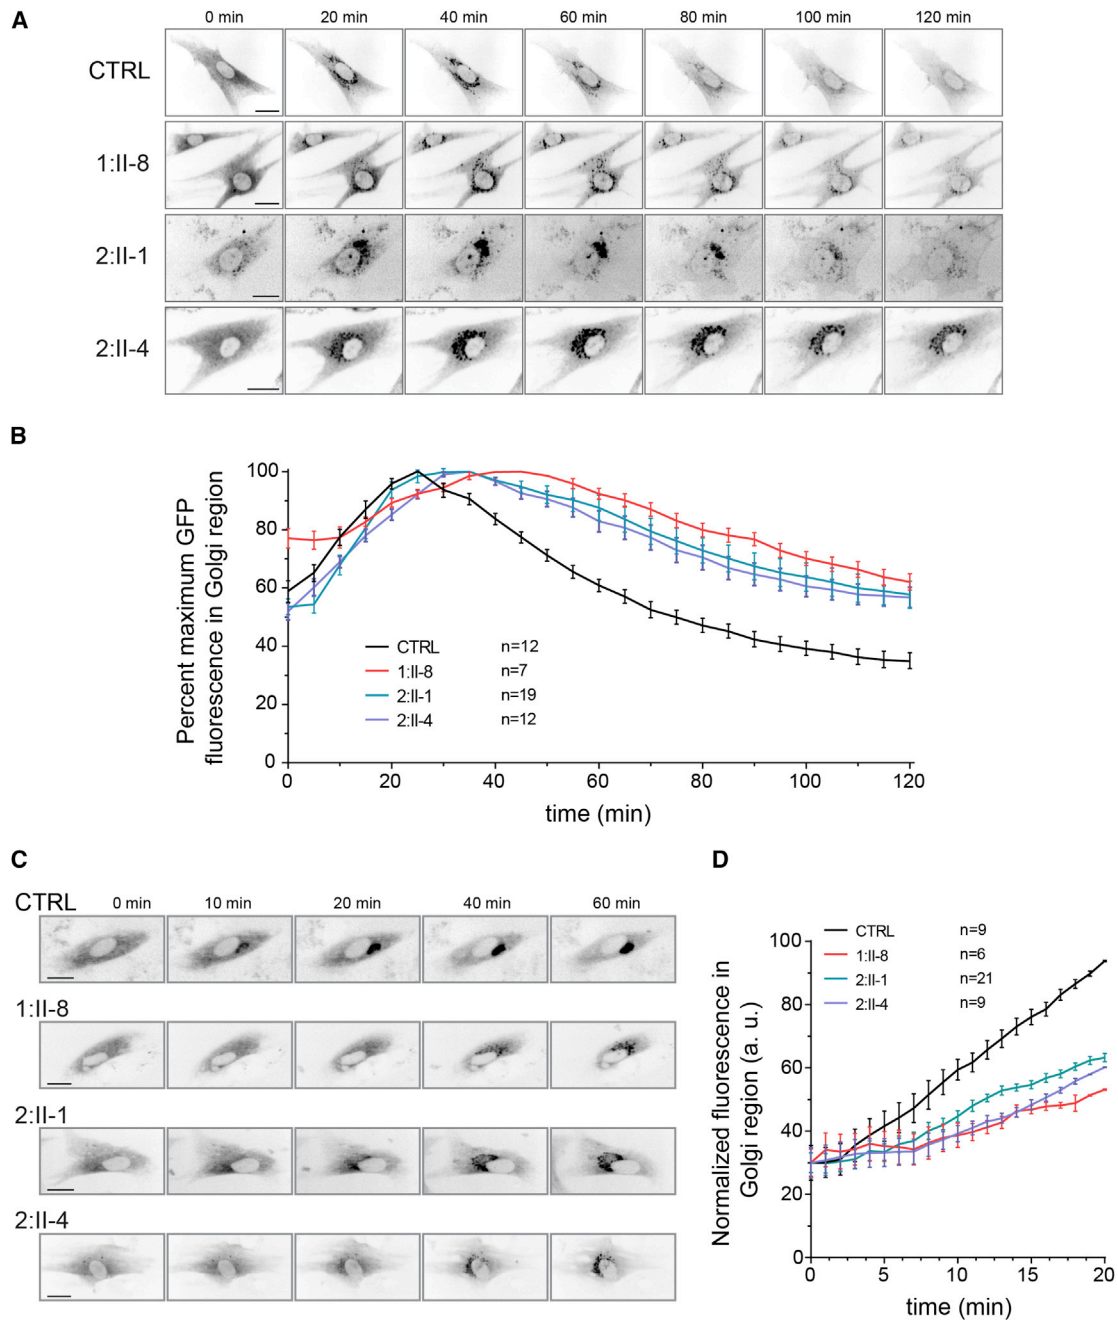 A
0 min 20 min 40 min 60 min 80 min 100 min 120 min
CTRL
1:II-8
2:II-1
2:II-4
B
Percent maximum GFP
fluorescence in Golgi region
100
80
60
40
20
0
CTRL n=12
1:II-8 n=7
2:II-1 n=19
2:II-4 n=12
0 20 40 60 80 100 120
time (min)
C
CTRL 0 min 10 min 20 min 40 min 60 min
1:II-8
2:II-1
2:II-4
D
Normalized fluorescence in
Golgi region (a. u.)
100
80
60
40
20
0
CTRL n=9
1:II-8 n=6
2:II-1 n=21
2:II-4 n=9
0 5 10 15 20
time (min)